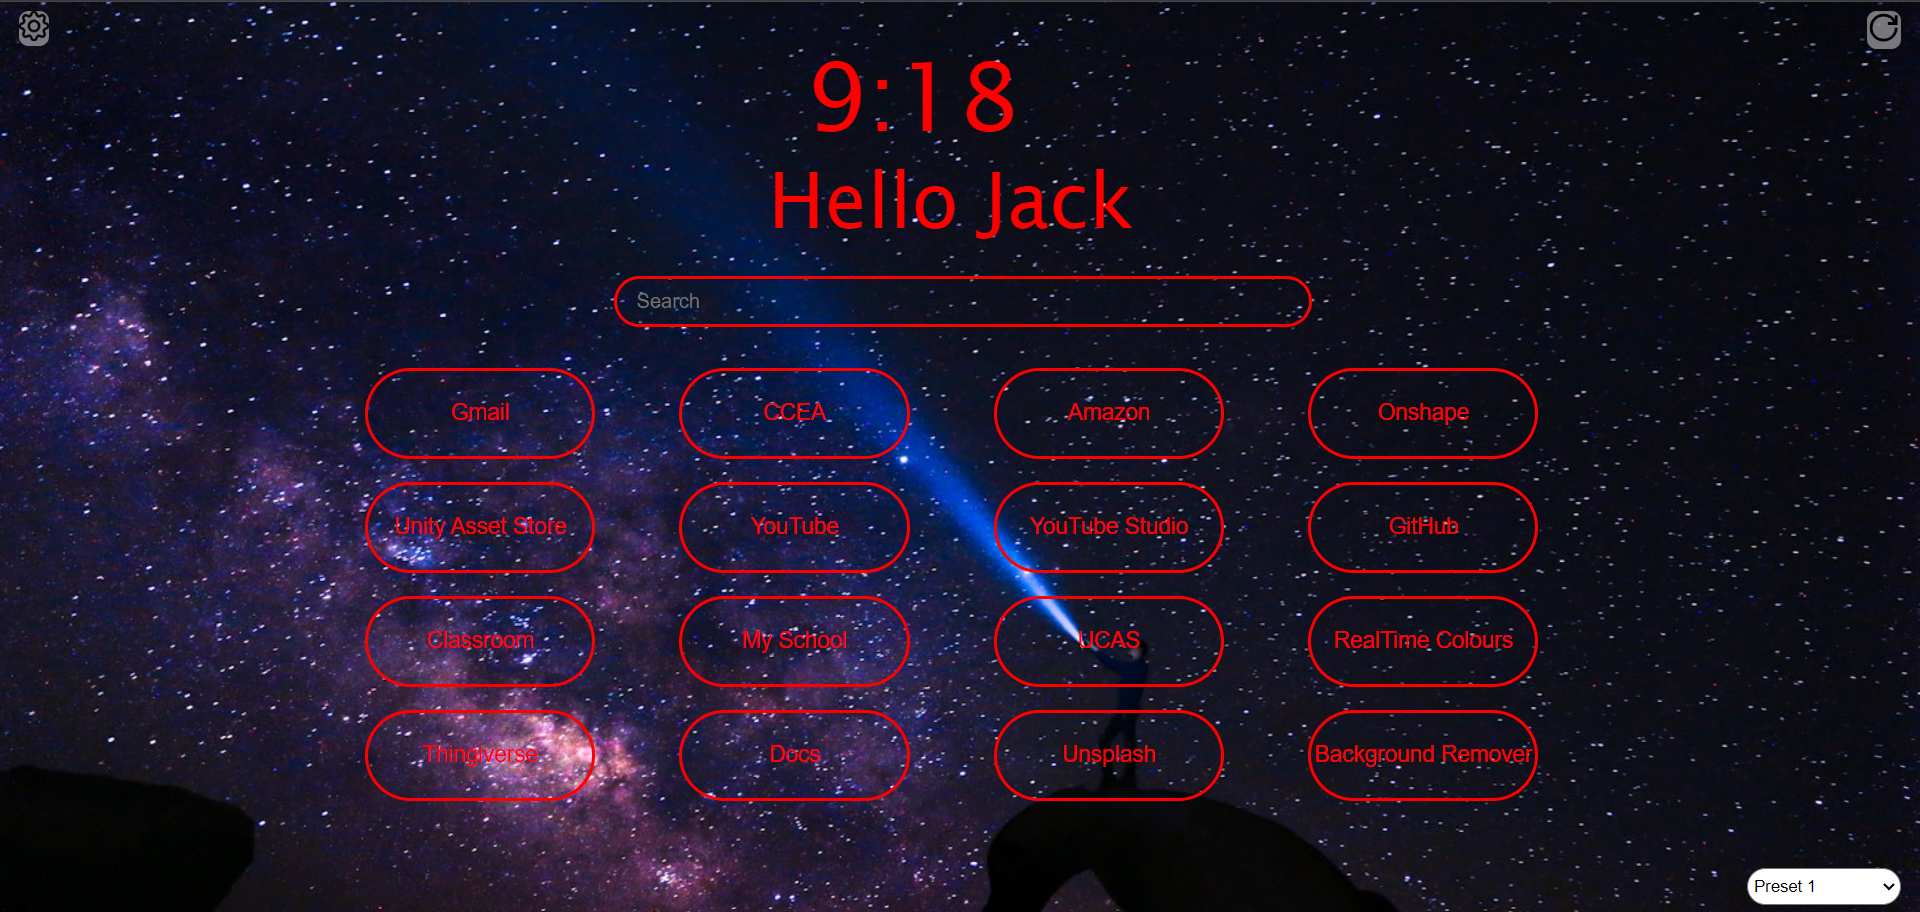 9:18
Hello Jack
Search
Gmail
CCEA
Amazon
Onshape
Unity Asset Store
YouTube
YouTube Studio
GitHub
Classroom
My School
UCAS
RealTime Colours
Thingiverse
Docs
Unsplash
Background Remover
Preset 1